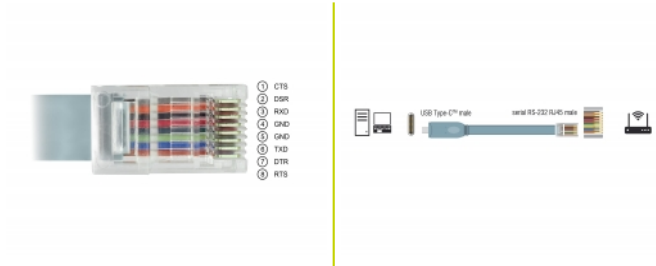 1 CTS
2 DSR
3 RXD
4 GND
5 GND
6 TXD
7 DTR
8 RTS
USB Type-C™ male
serial RS-232 RJ45 male